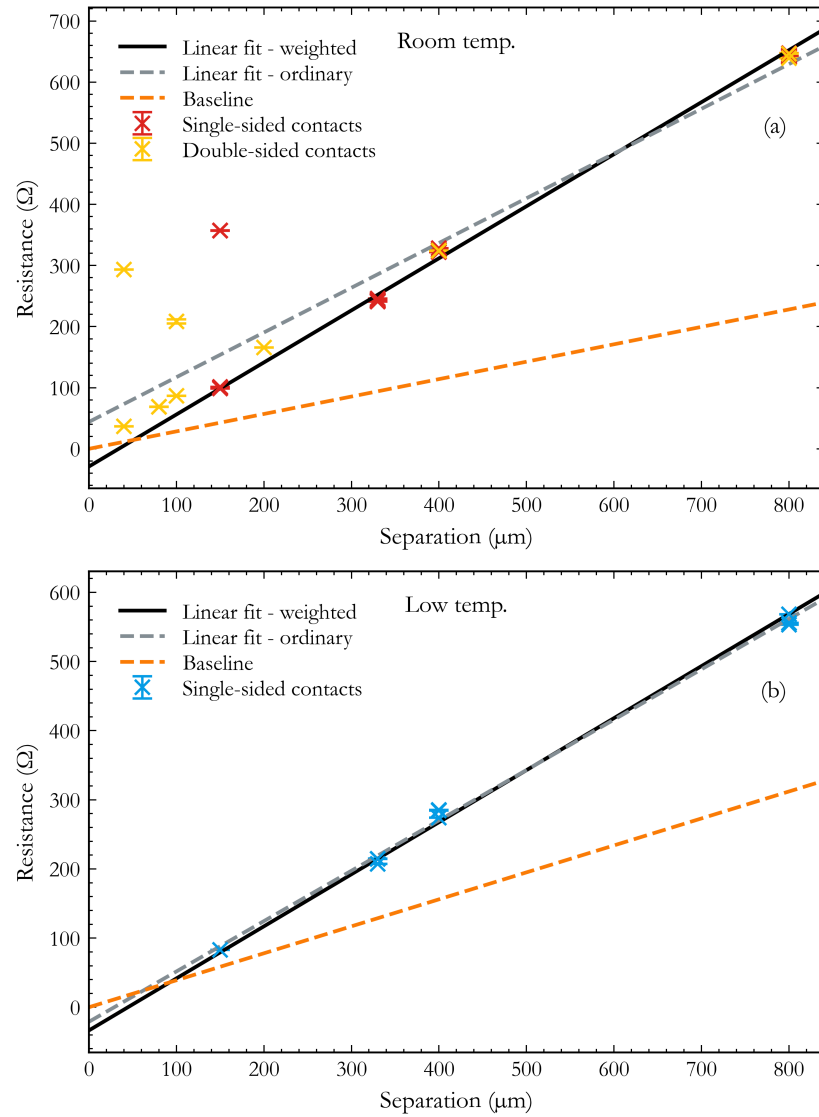 700
600
500
400
300
200
100
0
Resistance (Ω)
Linear fit - weighted
Linear fit - ordinary
Baseline
Single-sided contacts
Double-sided contacts
Room temp.
(a)
0 100 200 300 400 500 600 700 800
Separation (μm)
600
500
400
300
200
100
0
Resistance (Ω)
Linear fit - weighted
Linear fit - ordinary
Baseline
Single-sided contacts
Low temp.
(b)
0 100 200 300 400 500 600 700 800
Separation (μm)